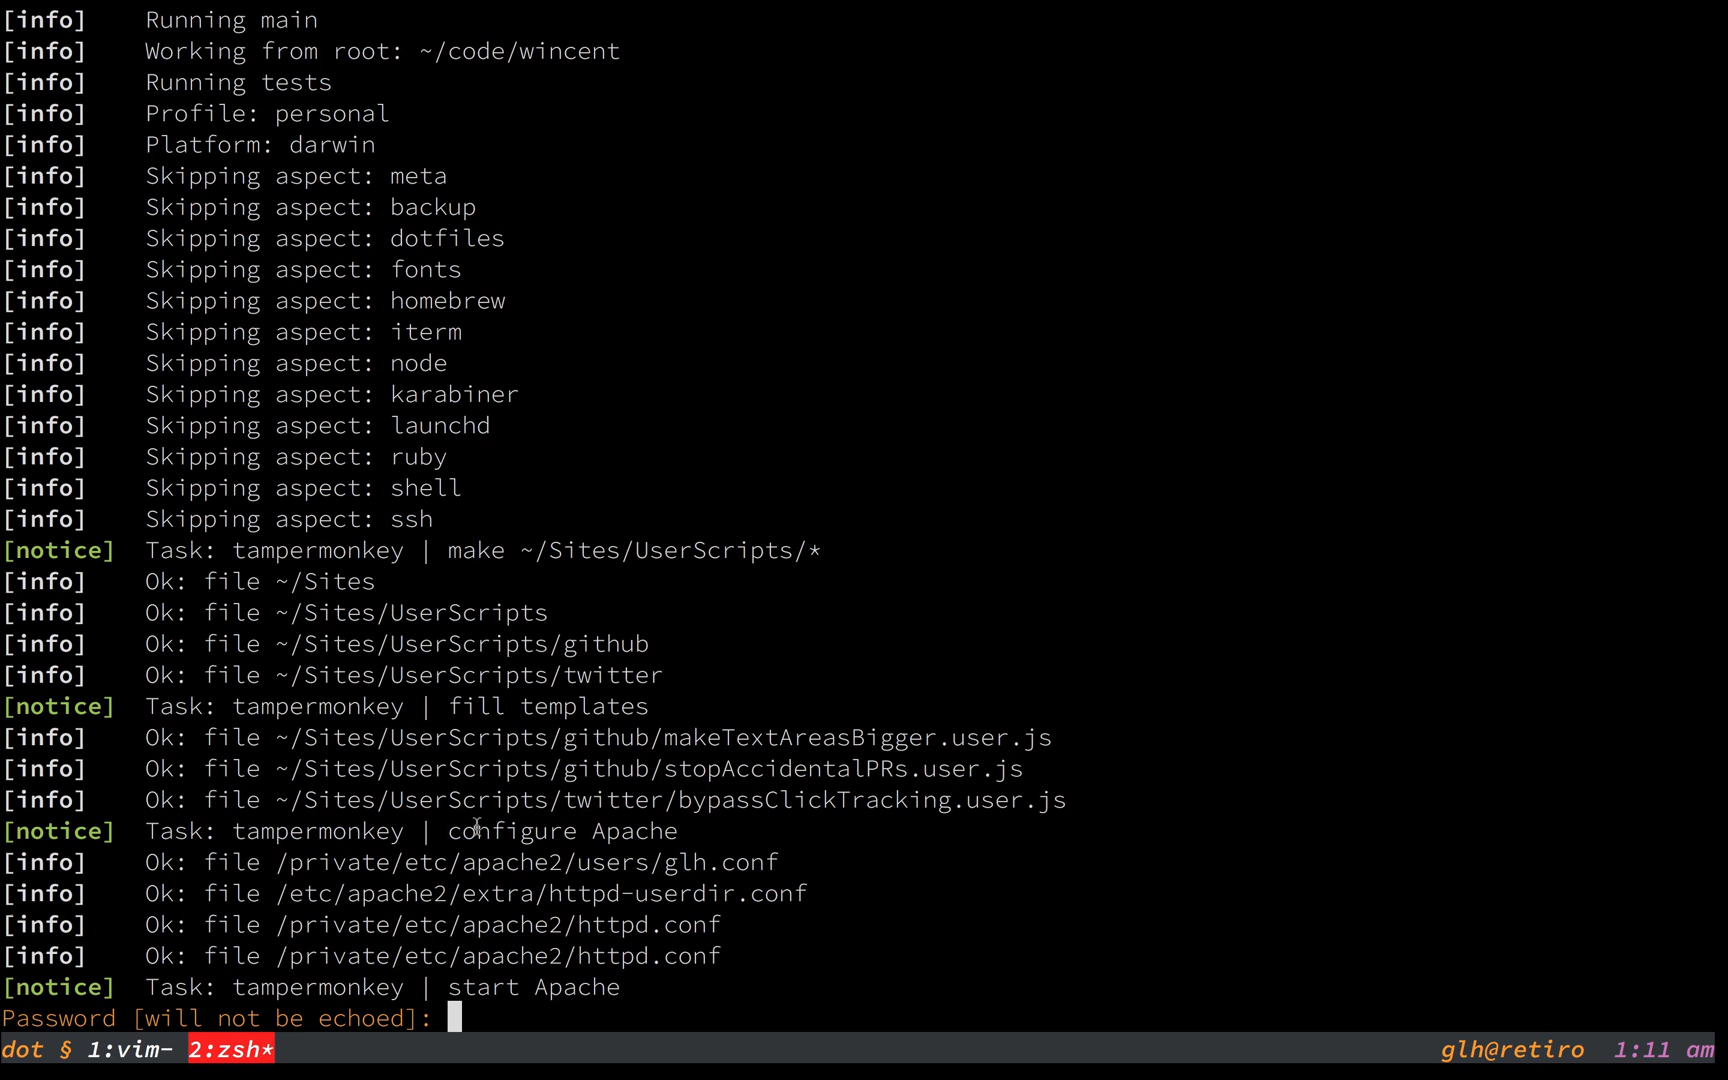 [info] Running main
[info] Working from root: ~/code/wincent
[info] Running tests
[info] Profile: personal
[info] Platform: darwin
[info] Skipping aspect: meta
[info] Skipping aspect: backup
[info] Skipping aspect: dotfiles
[info] Skipping aspect: fonts
[info] Skipping aspect: homebrew
[info] Skipping aspect: iterm
[info] Skipping aspect: node
[info] Skipping aspect: karabiner
[info] Skipping aspect: launchd
[info] Skipping aspect: ruby
[info] Skipping aspect: shell
[info] Skipping aspect: ssh
[notice] Task: tampermonkey | make ~/Sites/UserScripts/*
[info] Ok: file ~/Sites
[info] Ok: file ~/Sites/UserScripts
[info] Ok: file ~/Sites/UserScripts/github
[info] Ok: file ~/Sites/UserScripts/twitter
[notice] Task: tampermonkey | fill templates
[info] Ok: file ~/Sites/UserScripts/github/makeTextAreasBigger.user.js
[info] Ok: file ~/Sites/UserScripts/github/stopAccidentalPRs.user.js
[info] Ok: file ~/Sites/UserScripts/twitter/bypassClickTracking.user.js
[notice] Task: tampermonkey | configure Apache
[info] Ok: file /private/etc/apache2/users/glh.conf
[info] Ok: file /etc/apache2/extra/httpd-userdir.conf
[info] Ok: file /private/etc/apache2/httpd.conf
[info] Ok: file /private/etc/apache2/httpd.conf
[notice] Task: tampermonkey | start Apache
Password [will not be echoed]:
dot § 1:vim- 2:zsh* glh@retiro 1:11 am